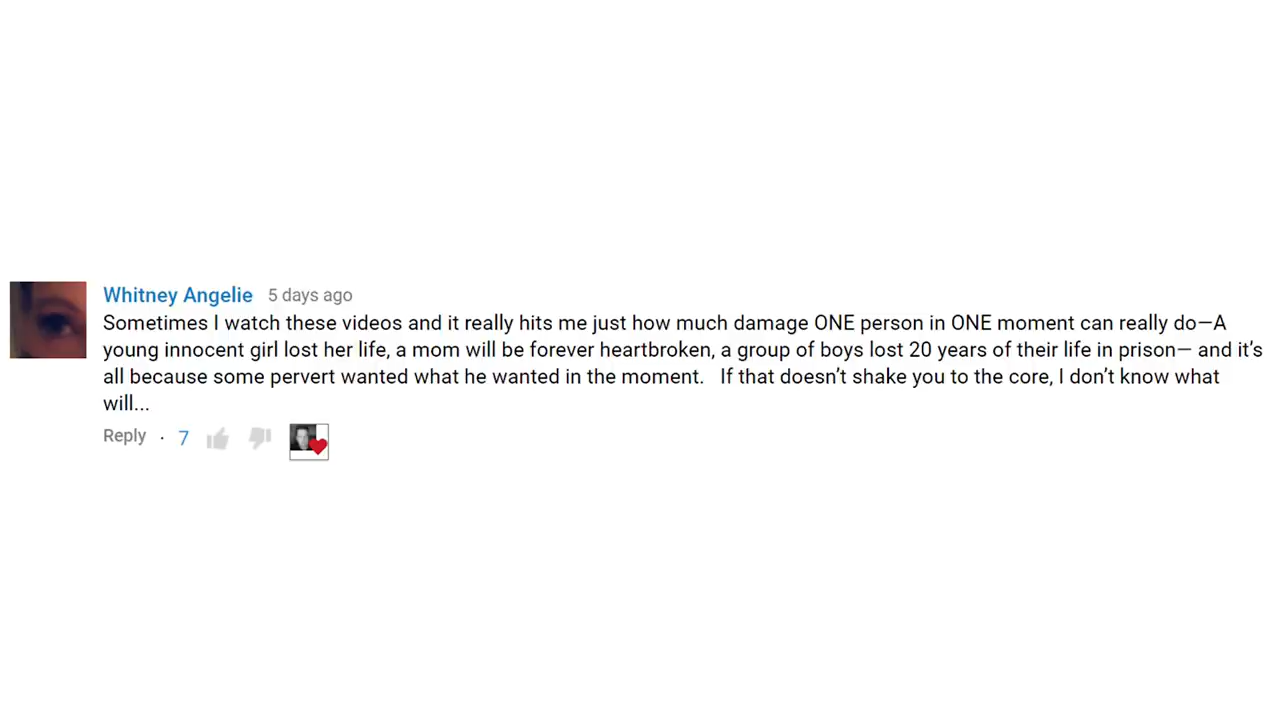 Whitney Angelie 5 days ago
Sometimes I watch these videos and it really hits me just how much damage ONE person in ONE moment can really do—A
young innocent girl lost her life, a mom will be forever heartbroken, a group of boys lost 20 years of their life in prison— and it’s
all because some pervert wanted what he wanted in the moment.   If that doesn’t shake you to the core, I don’t know what
will...
Reply · 7